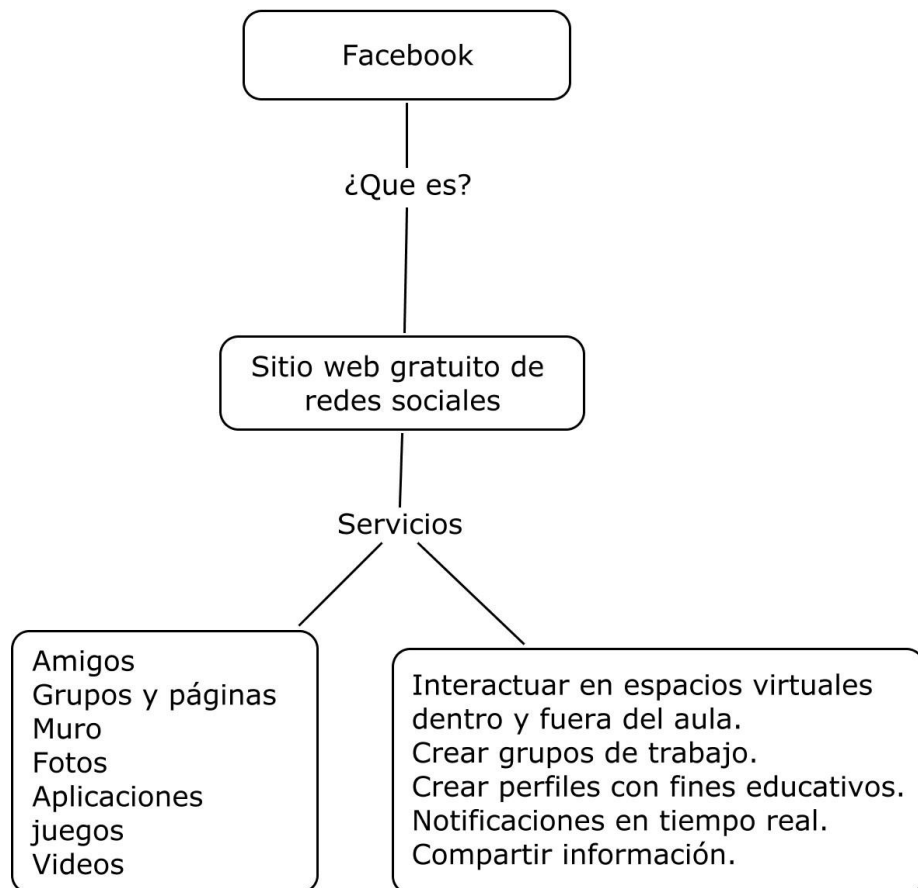 Facebook
¿Que es?
Sitio web gratuito de
redes sociales
Servicios
Amigos
Grupos y páginas
Muro
Fotos
Aplicaciones
juegos
Videos
Interactuar en espacios virtuales
dentro y fuera del aula.
Crear grupos de trabajo.
Crear perfiles con fines educativos.
Notificaciones en tiempo real.
Compartir información.